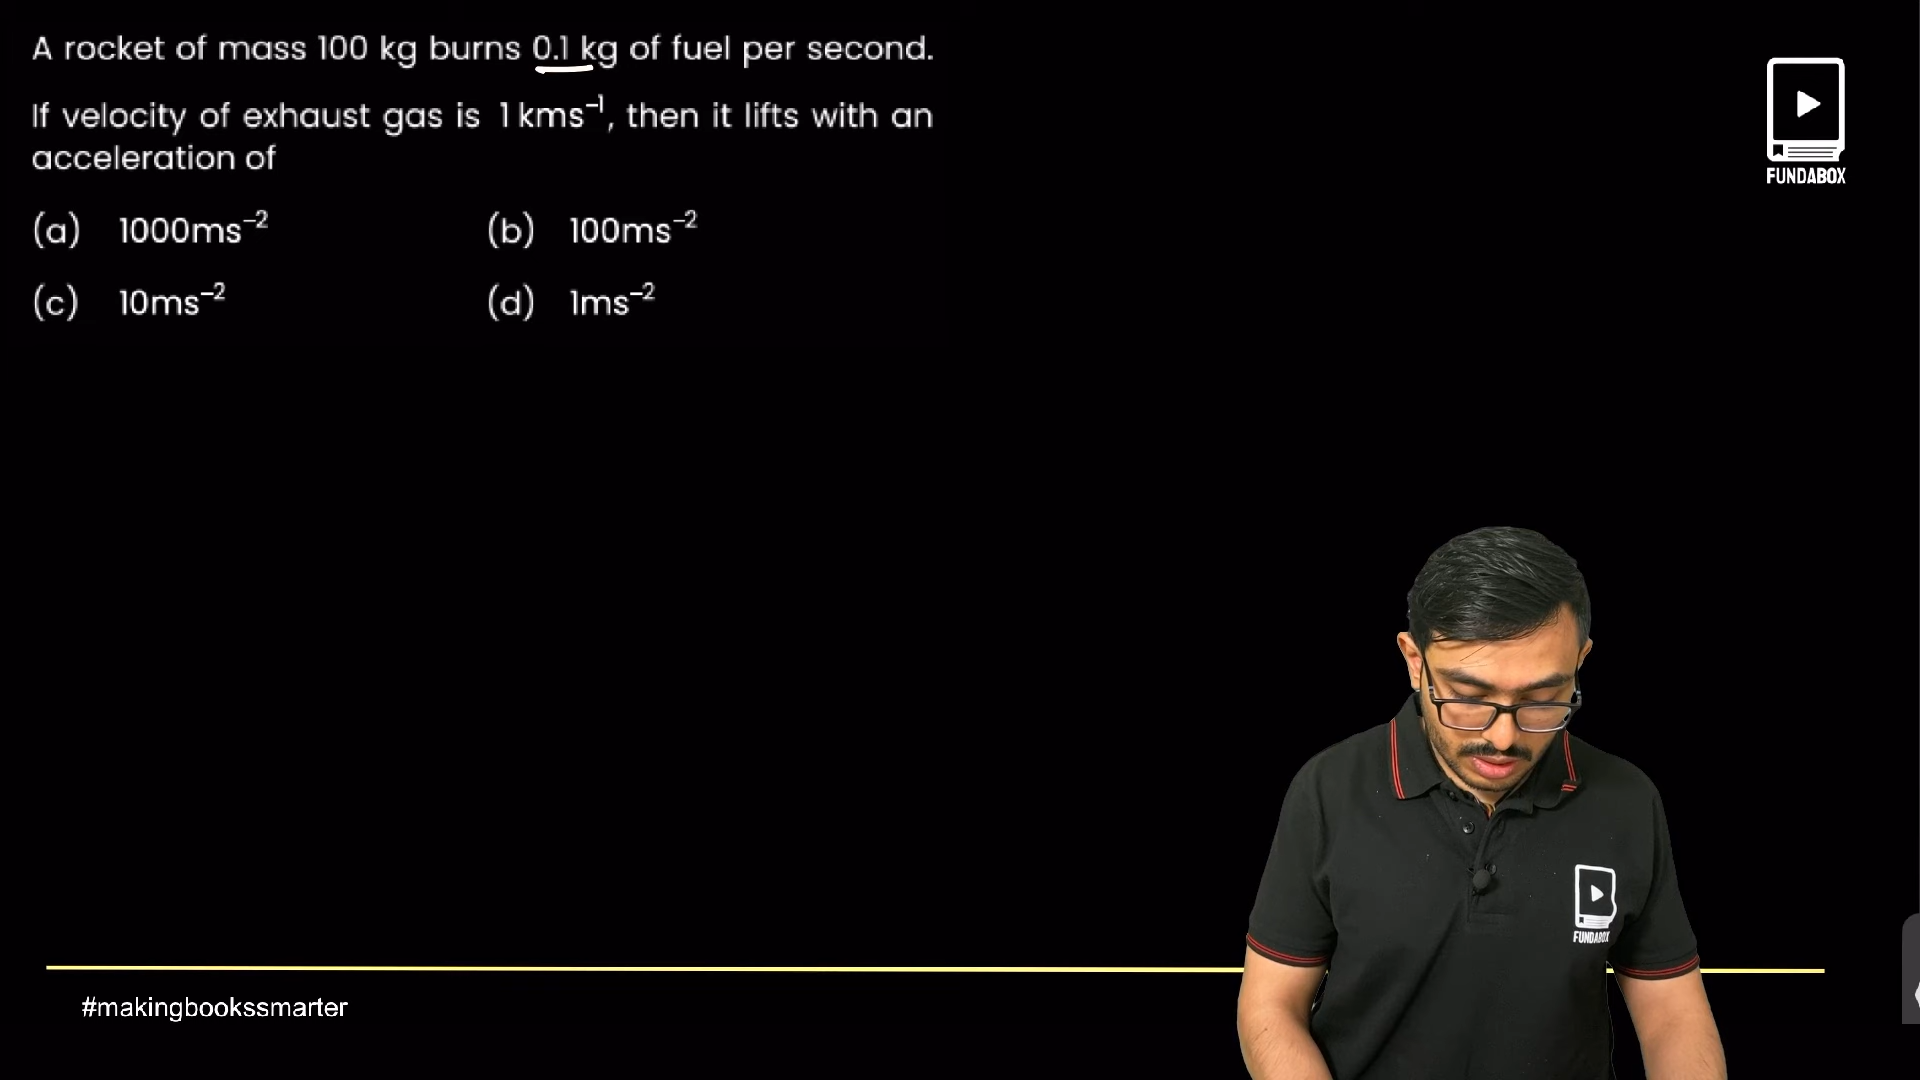 A rocket of mass 100 kg burns 0.1 kg of fuel per second.
If velocity of exhaust gas is 1 kms⁻¹, then it lifts with an
acceleration of
(a) 1000ms⁻² (b) 100ms⁻²
(c) 10ms⁻² (d) 1ms⁻²
FUNDABOX
FUNDABOX
#makingbookssmarter